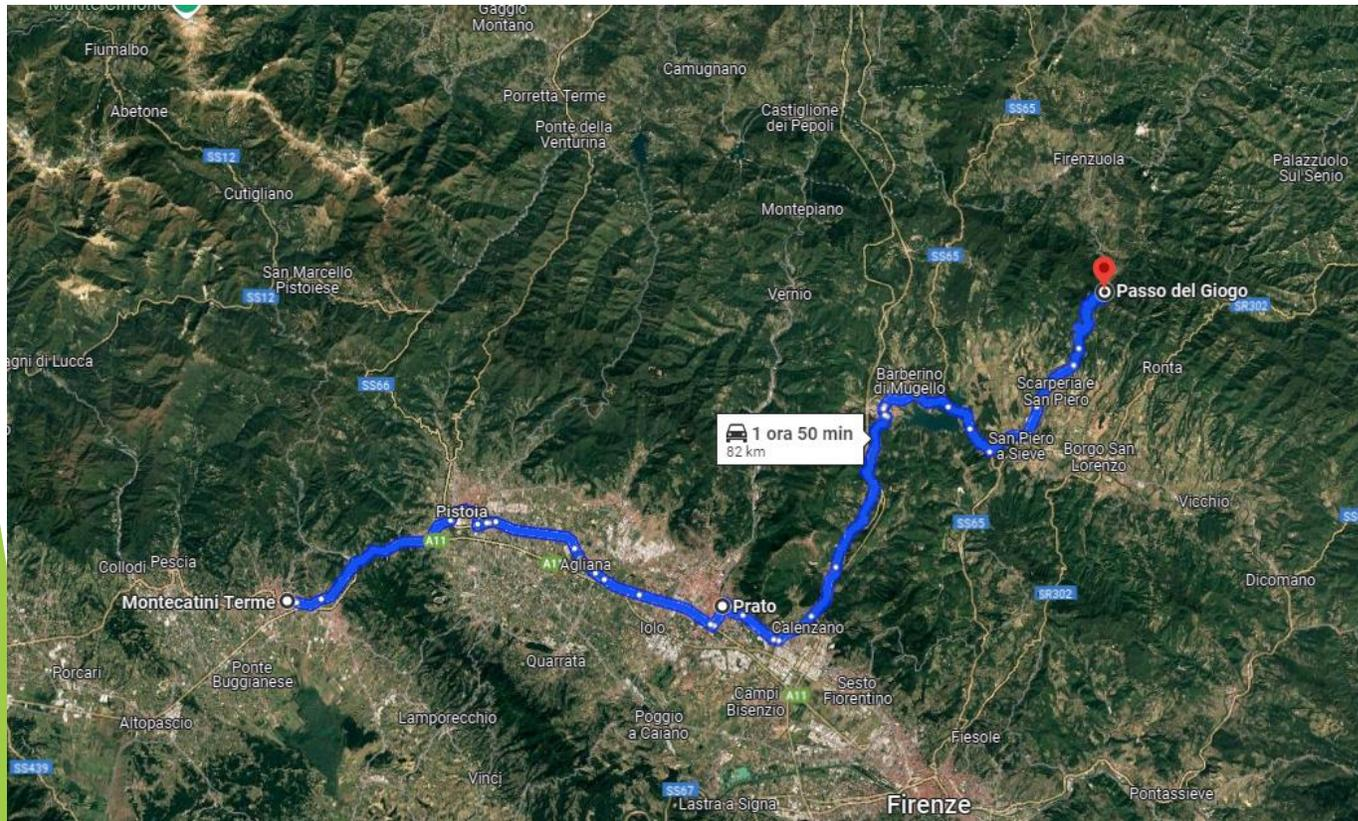 Monte Cimone
Gaggio
Montano
Fiumalbo
Camugnano
Abetone
Porretta Terme
Castiglione
dei Pepoli
SS65
Ponte della
Venturina
SS12
Firenzuola
Palazzuolo
Sul Senio
Cutigliano
Montepiano
SS65
San Marcello
Pistoiese
SS12
Vernio
Passo del Giogo
SR302
agni di Lucca
SS66
Barberino
di Mugello
Ronta
Scarperia e
San Piero
1 ora 50 min
82 km
San Piero
a Sieve
Borgo San
Lorenzo
Vicchio
Pistoia
SS65
SS
A11
A1
Agliana
Collodi
Pescia
Dicomano
SR302
Montecatini Terme
Prato
Iolo
Calenzano
Quarrata
Porcari
Ponte
Buggianese
Sesto
Fiorentino
Campi
Bisenzio
A11
Altopascio
Lamporecchio
Poggio
a Caiano
Fiesole
SS439
Vinci
SS67
Lastra a Signa
Firenze
Pontassieve